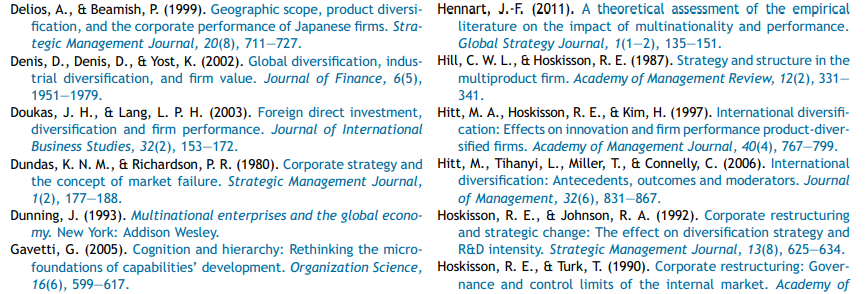 Delios, A., & Beamish, P. (1999). Geographic scope, product diversi-
fication, and the corporate performance of Japanese firms. Stra-
tegic Management Journal, 20(8), 711–727.
Denis, D., Denis, D., & Yost, K. (2002). Global diversification, indus-
trial diversification, and firm value. Journal of Finance, 6(5),
1951–1979.
Doukas, J. H., & Lang, L. P. H. (2003). Foreign direct investment,
diversification and firm performance. Journal of International
Business Studies, 32(2), 153–172.
Dundas, K. N. M., & Richardson, P. R. (1980). Corporate strategy and
the concept of market failure. Strategic Management Journal,
1(2), 177–188.
Dunning, J. (1993). Multinational enterprises and the global econo-
my. New York: Addison Wesley.
Gavetti, G. (2005). Cognition and hierarchy: Rethinking the micro-
foundations of capabilities' development. Organization Science,
16(6), 599–617.
Hennart, J.-F. (2011). A theoretical assessment of the empirical
literature on the impact of multinationality and performance.
Global Strategy Journal, 1(1–2), 135–151.
Hill, C. W. L., & Hoskisson, R. E. (1987). Strategy and structure in the
multiproduct firm. Academy of Management Review, 12(2), 331–
341.
Hitt, M. A., Hoskisson, R. E., & Kim, H. (1997). International diversifi-
cation: Effects on innovation and firm performance product-diver-
sified firms. Academy of Management Journal, 40(4), 767–799.
Hitt, M., Tihanyi, L., Miller, T., & Connelly, C. (2006). International
diversification: Antecedents, outcomes and moderators. Journal
of Management, 32(6), 831–867.
Hoskisson, R. E., & Johnson, R. A. (1992). Corporate restructuring
and strategic change: The effect on diversification strategy and
R&D intensity. Strategic Management Journal, 13(8), 625–634.
Hoskisson, R. E., & Turk, T. (1990). Corporate restructuring: Gover-
nance and control limits of the internal market. Academy of